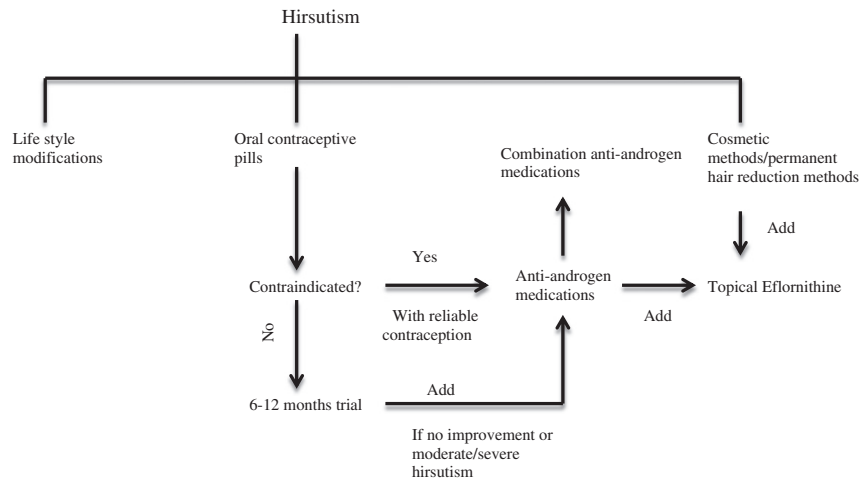 Hirsutism
Life style
modifications
Oral contraceptive
pills
Combination anti-androgen
medications
Cosmetic
methods/permanent
hair reduction methods
Add
Yes
Contraindicated?
Anti-androgen
medications
Topical Eflornithine
With reliable
contraception
Add
No
Add
6-12 months trial
If no improvement or
moderate/severe
hirsutism